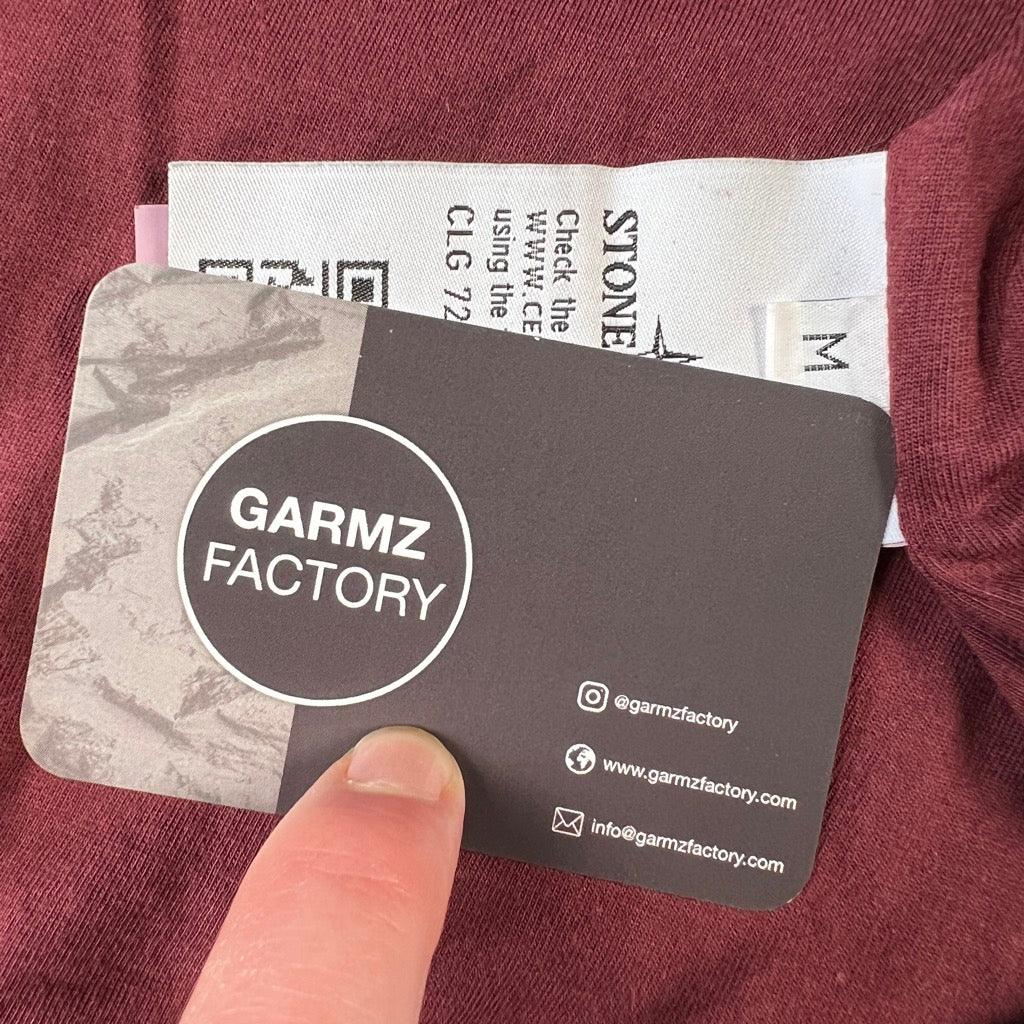 STONE
Check the
WWW.CE
using the
CLG 72
M
GARMZ
FACTORY
@garmzfactory
www.garmzfactory.com
info@garmzfactory.com